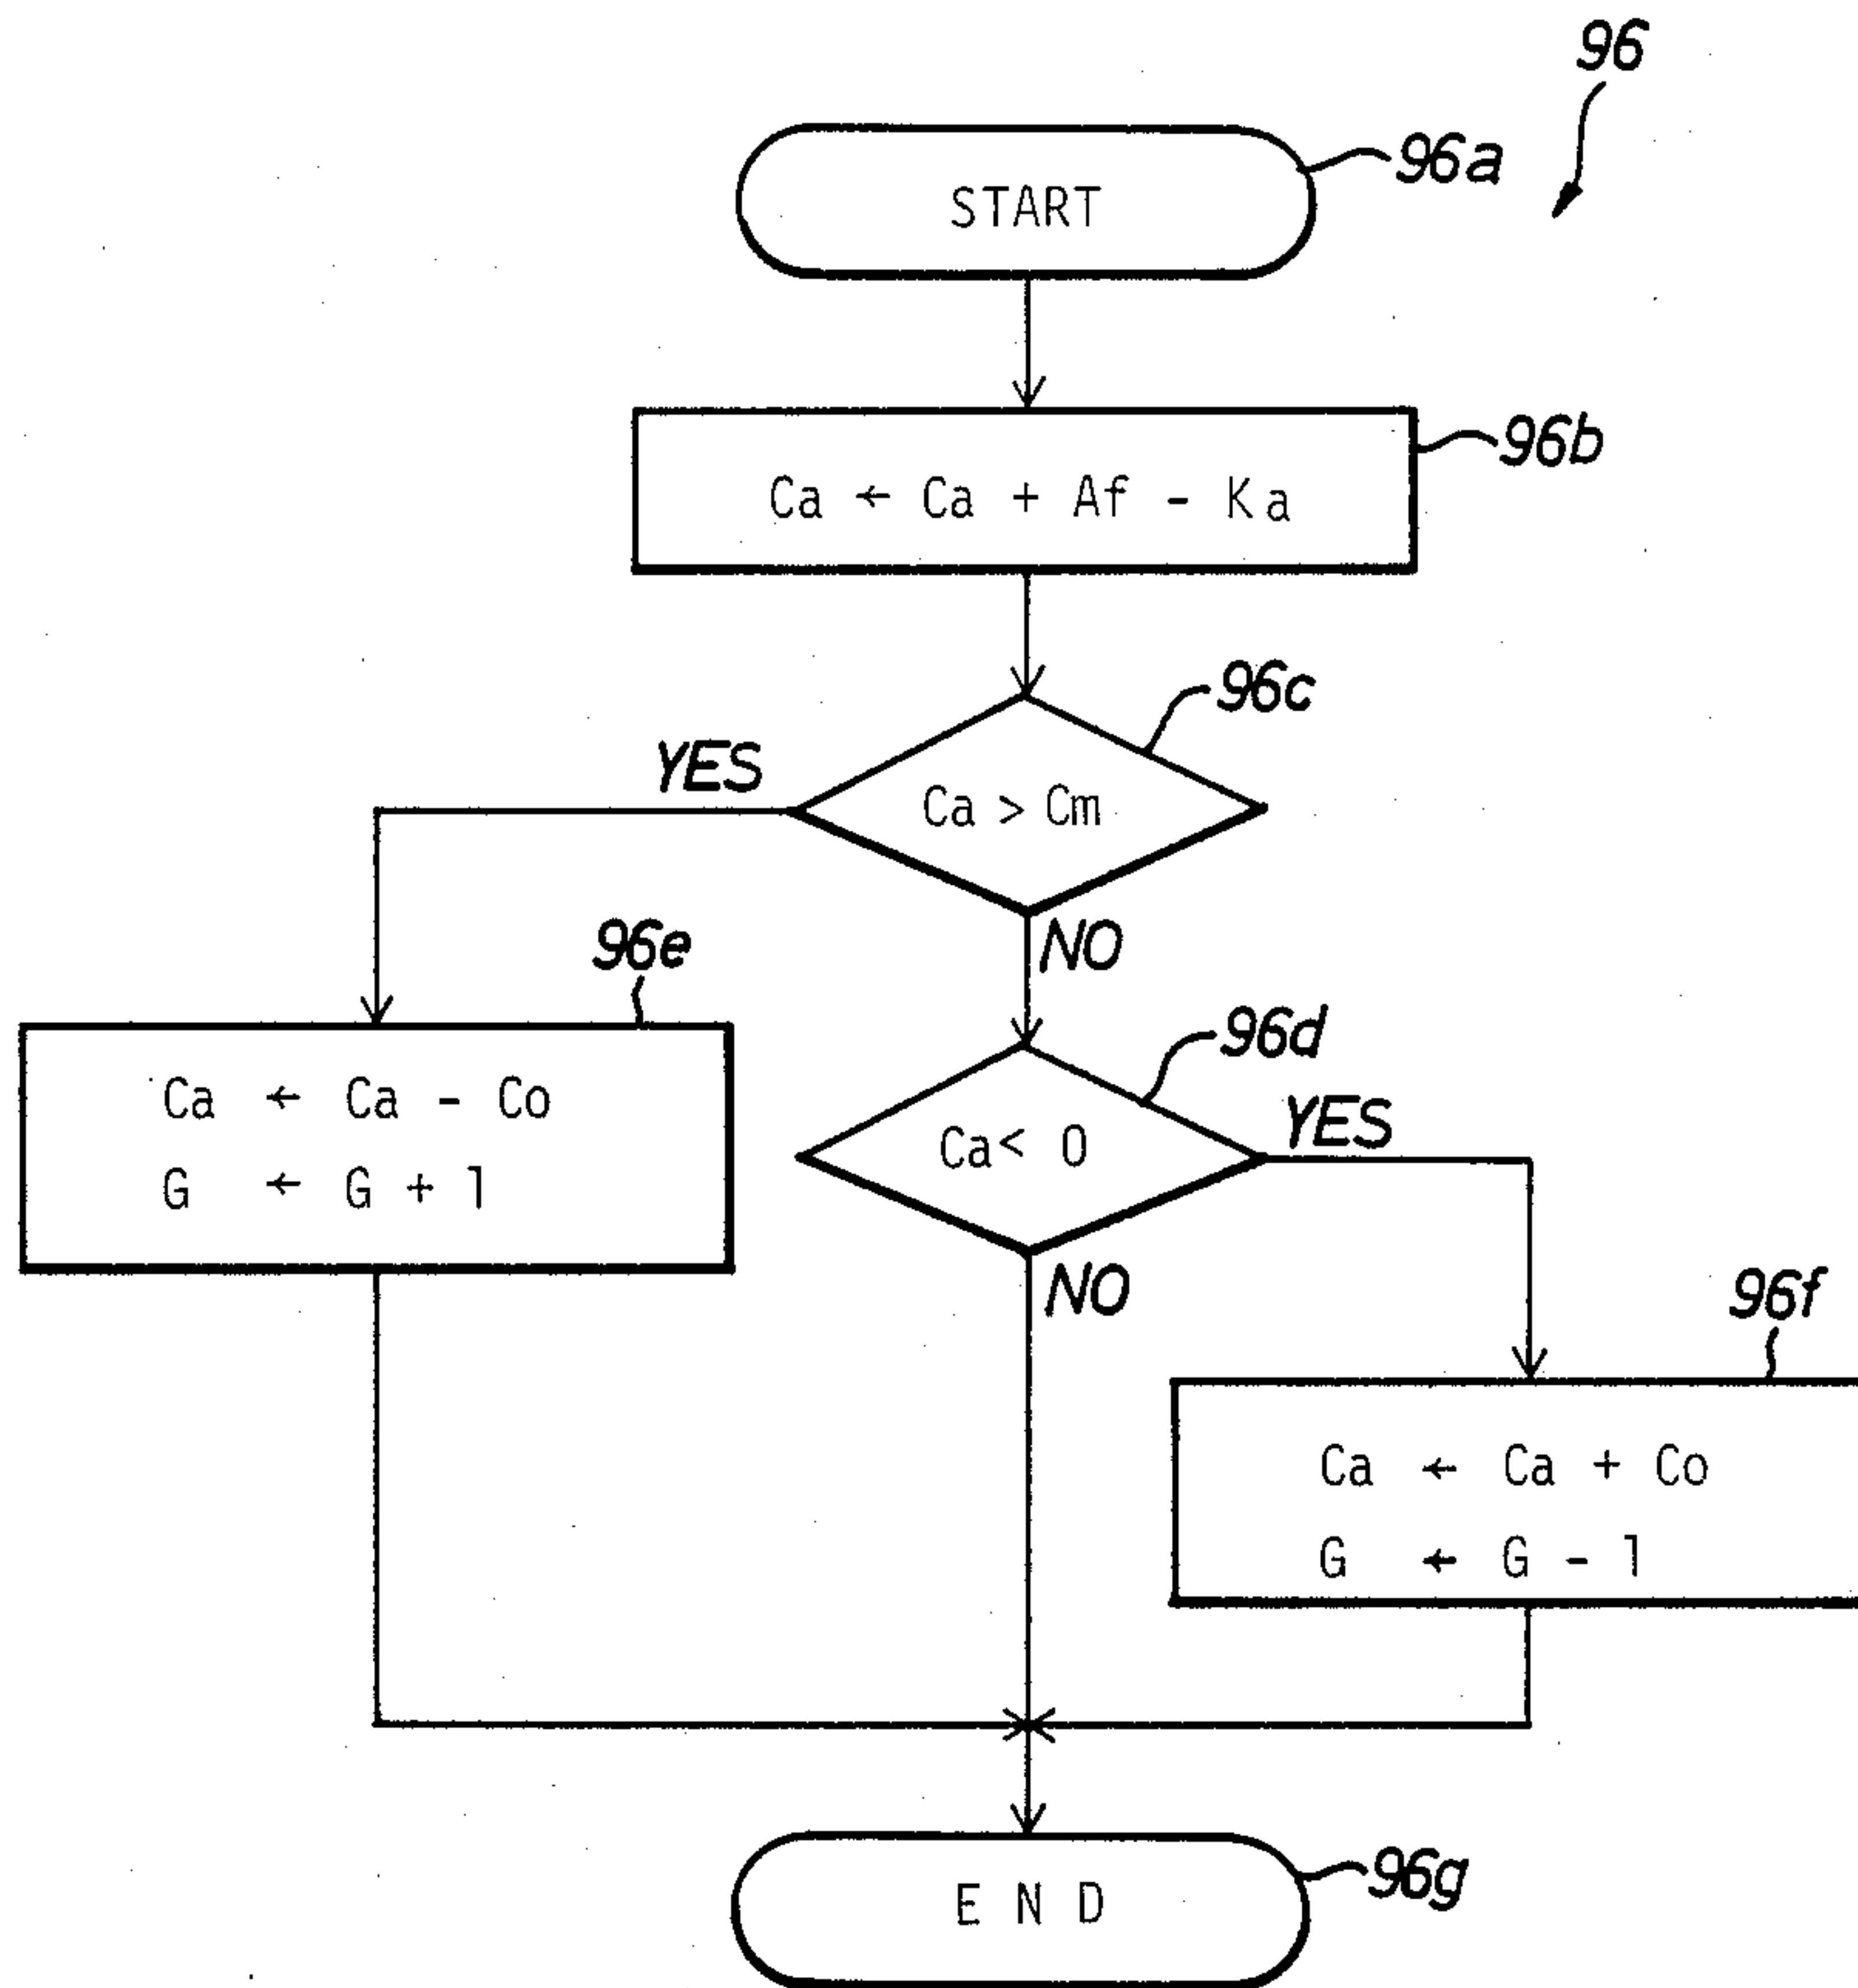 96
96a
START
96b
Ca ← Ca + Af - Ka
96c
YES
Ca > Cm
NO
96e
96d
Ca ← Ca - Co
G ← G + 1
Ca < 0
YES
NO
96f
Ca ← Ca + Co
G ← G - 1
END
96g